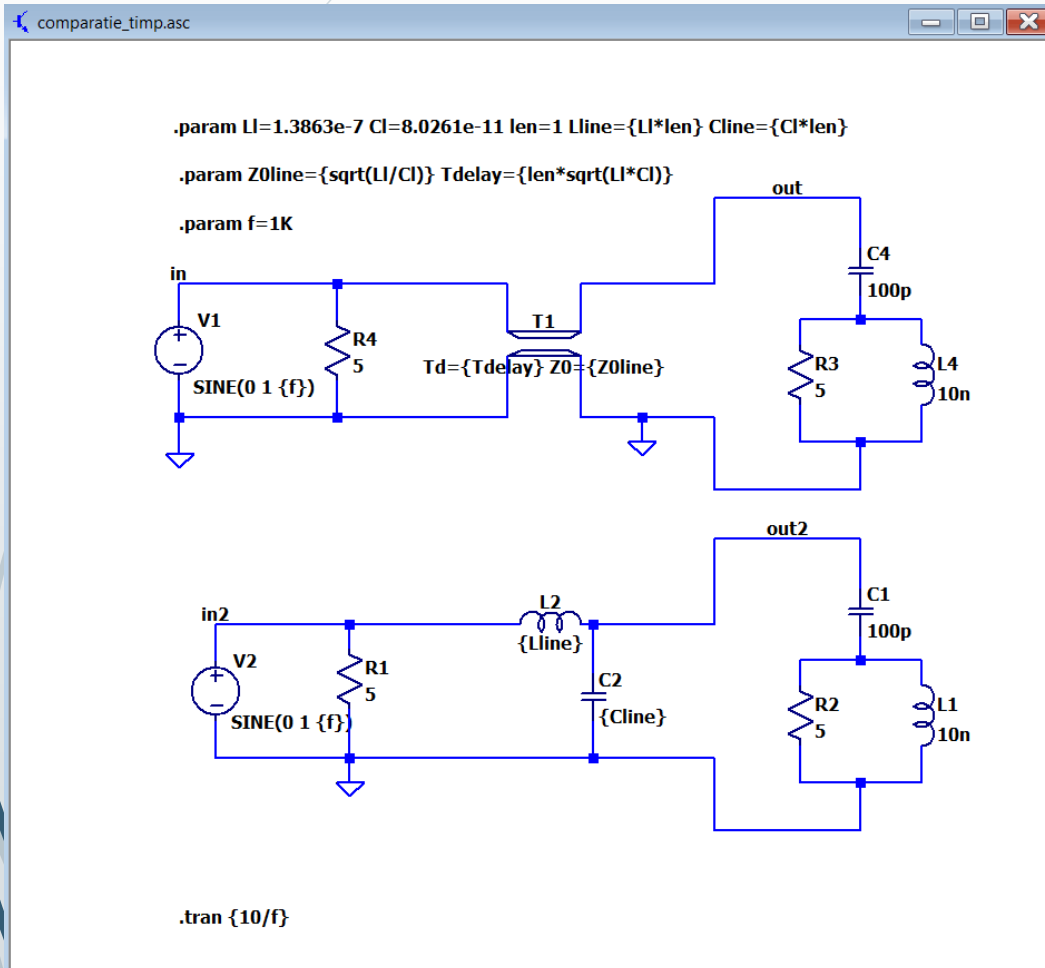 comparatie_timp.asc
.param Ll=1.3863e-7 Cl=8.0261e-11 len=1 Lline={Ll*len} Cline={Cl*len}
.param Z0line={sqrt(Ll/Cl)} Tdelay={len*sqrt(Ll*Cl)}
.param f=1K
out
in
C4
100p
V1
R4
5
T1
SINE(0 1 {f})
Td={Tdelay} Z0={Z0line}
R3
5
L4
10n
out2
in2
L2
{Lline}
C1
100p
V2
R1
5
SINE(0 1 {f})
C2
{Cline}
R2
5
L1
10n
.tran {10/f}